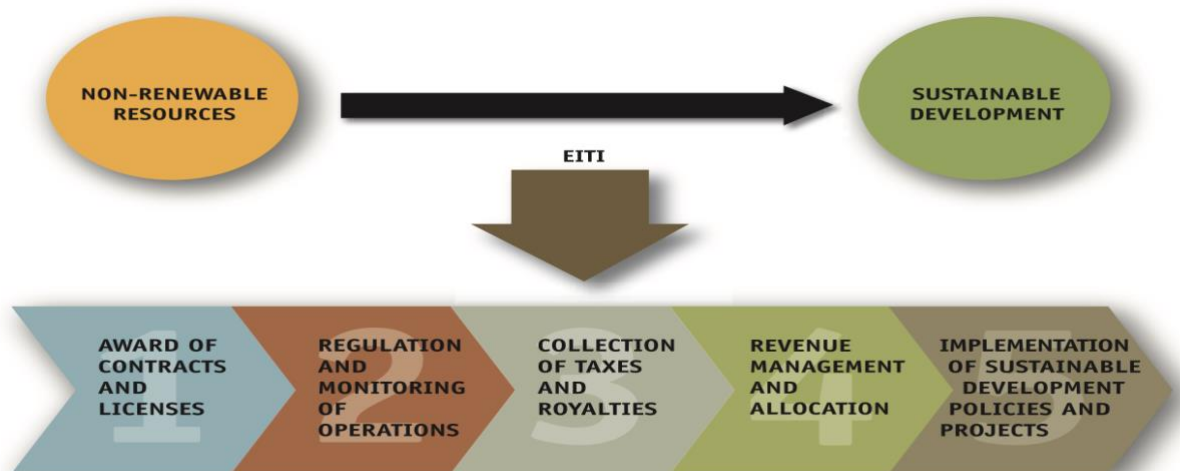 NON-RENEWABLE
RESOURCES
SUSTAINABLE
DEVELOPMENT
EITI
1
AWARD OF
CONTRACTS
AND
LICENSES
2
REGULATION
AND
MONITORING
OF
OPERATIONS
3
COLLECTION
OF TAXES
AND
ROYALTIES
4
REVENUE
MANAGEMENT
AND
ALLOCATION
5
IMPLEMENTATION
OF SUSTAINABLE
DEVELOPMENT
POLICIES AND
PROJECTS